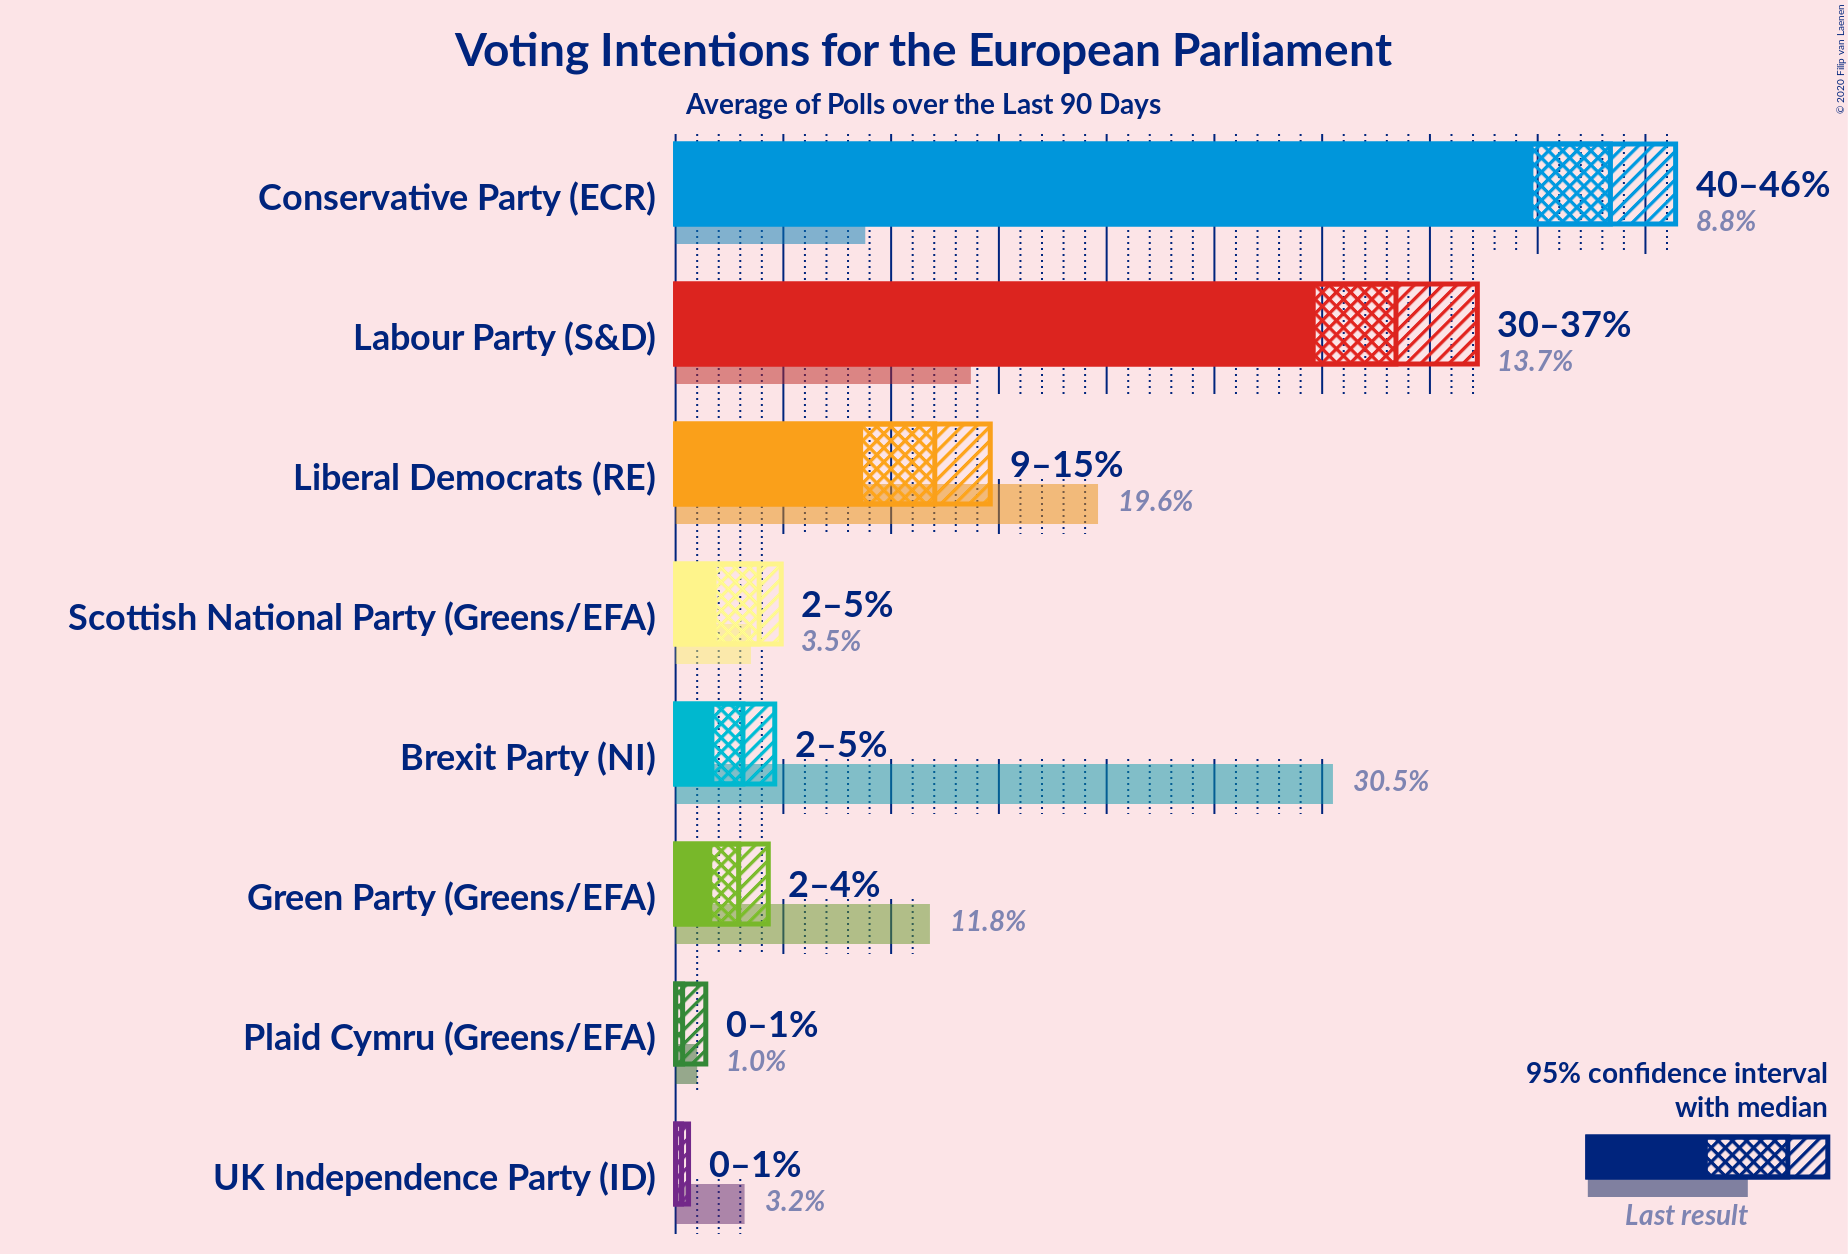 Voting Intentions for the European Parliament
Average of Polls over the Last 90 Days
© 2020 Filip van Laenen
Conservative Party (ECR)
40–46%
8.8%
Labour Party (S&D)
30–37%
13.7%
Liberal Democrats (RE)
9–15%
19.6%
Scottish National Party (Greens/EFA)
2–5%
3.5%
Brexit Party (NI)
2–5%
30.5%
Green Party (Greens/EFA)
2–4%
11.8%
Plaid Cymru (Greens/EFA)
0–1%
1.0%
UK Independence Party (ID)
0–1%
3.2%
95% confidence interval
with median
Last result